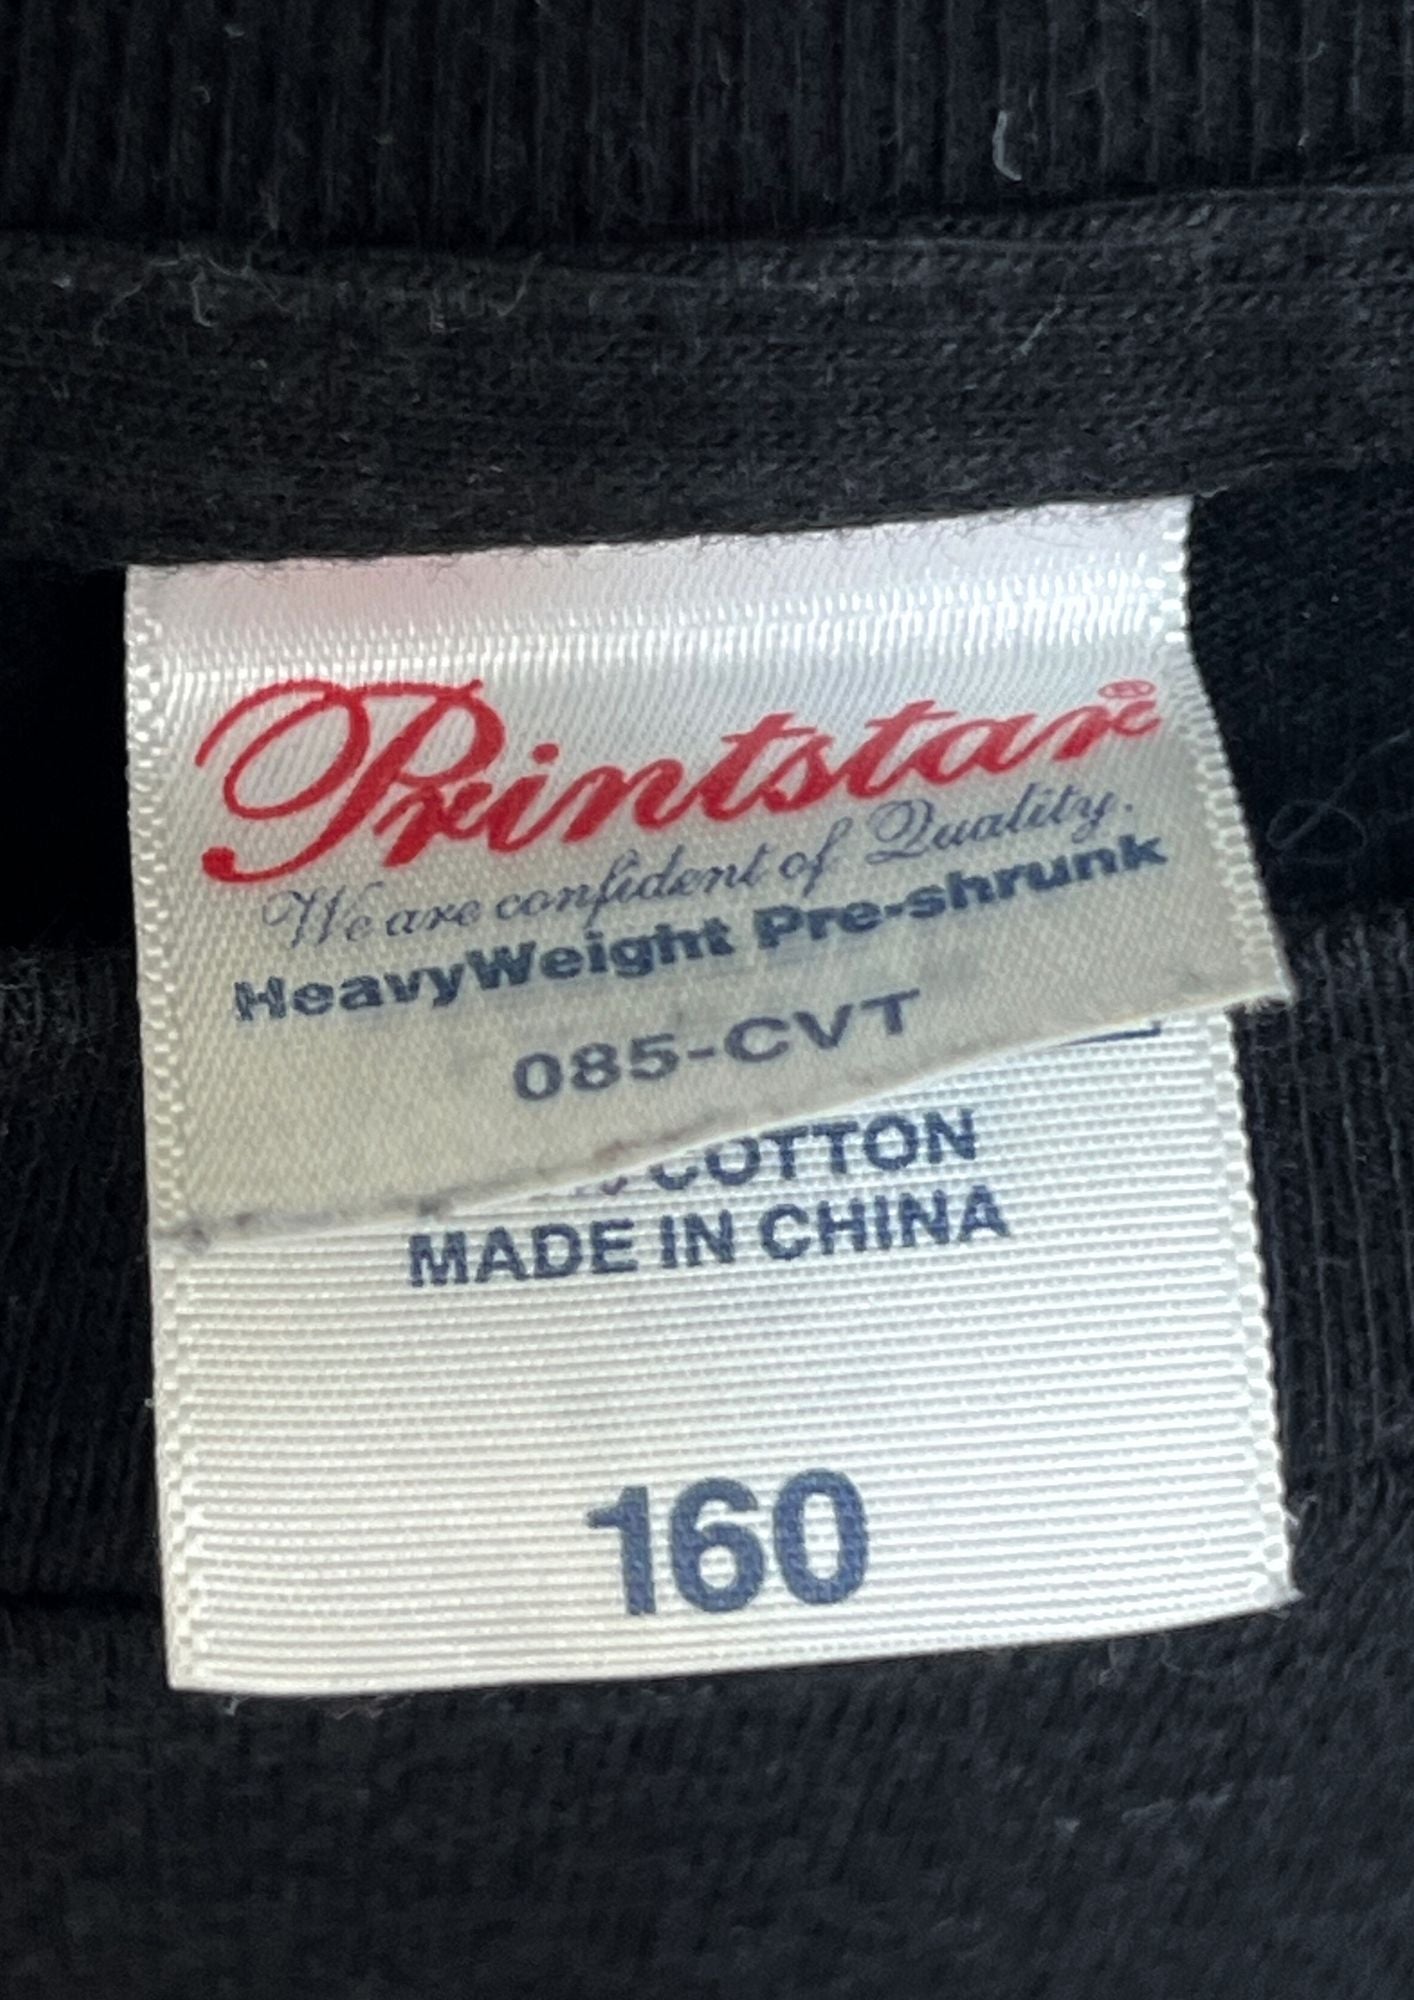 Printstar®
We are confident of Quality.
HeavyWeight Pre-shrunk
085-CVT
COTTON
MADE IN CHINA
160